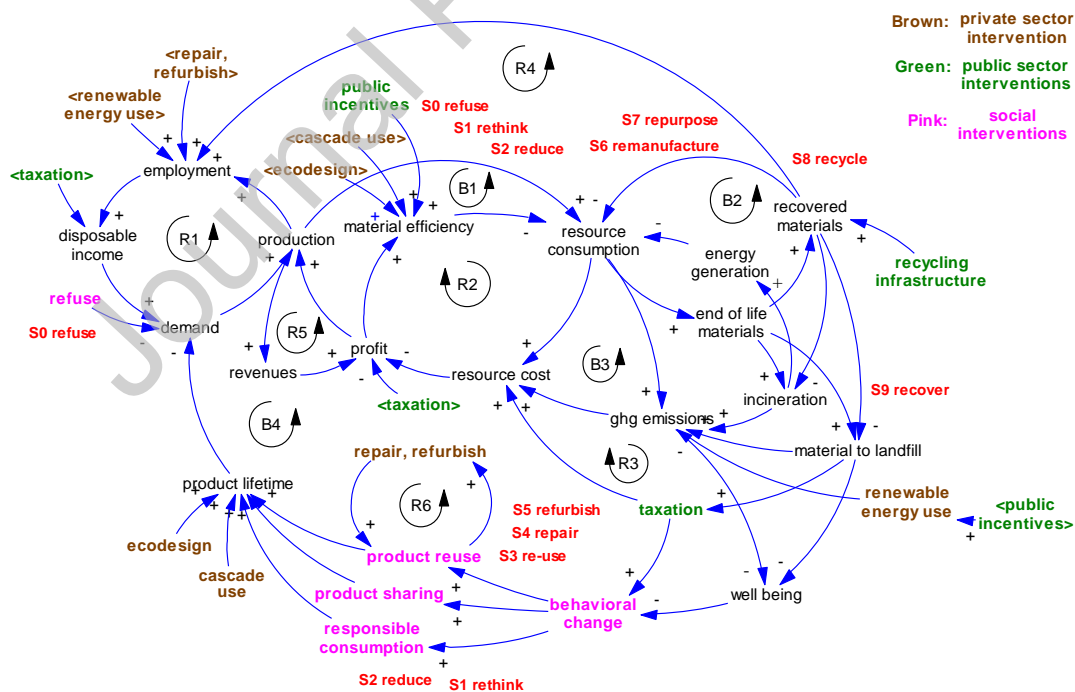 Brown: private sector
intervention
Green: public sector
interventions
Pink: social
interventions
R4
<repair,
refurbish>
<renewable
energy use>
public
incentives
S0 refuse
S1 rethink
S2 reduce
S7 repurpose
S6 remanufacture
S8 recycle
<cascade use>
<ecodesign>
<taxation>
employment
B1
B2
recovered
materials
disposable
income
R1
production
material efficiency
resource
consumption
energy
generation
recycling
infrastructure
R2
refuse
S0 refuse
demand
R5
end of life
materials
revenues
profit
resource cost
B3
incineration
S9 recover
<taxation>
ghg emissions
B4
repair, refurbish
R3
material to landfill
product lifetime
R6
renewable
energy use
<public
incentives>
S5 refurbish
S4 repair
S3 re-use
taxation
ecodesign
product reuse
cascade
use
product sharing
behavioral
change
well being
responsible
consumption
S2 reduce
S1 rethink
Journal P